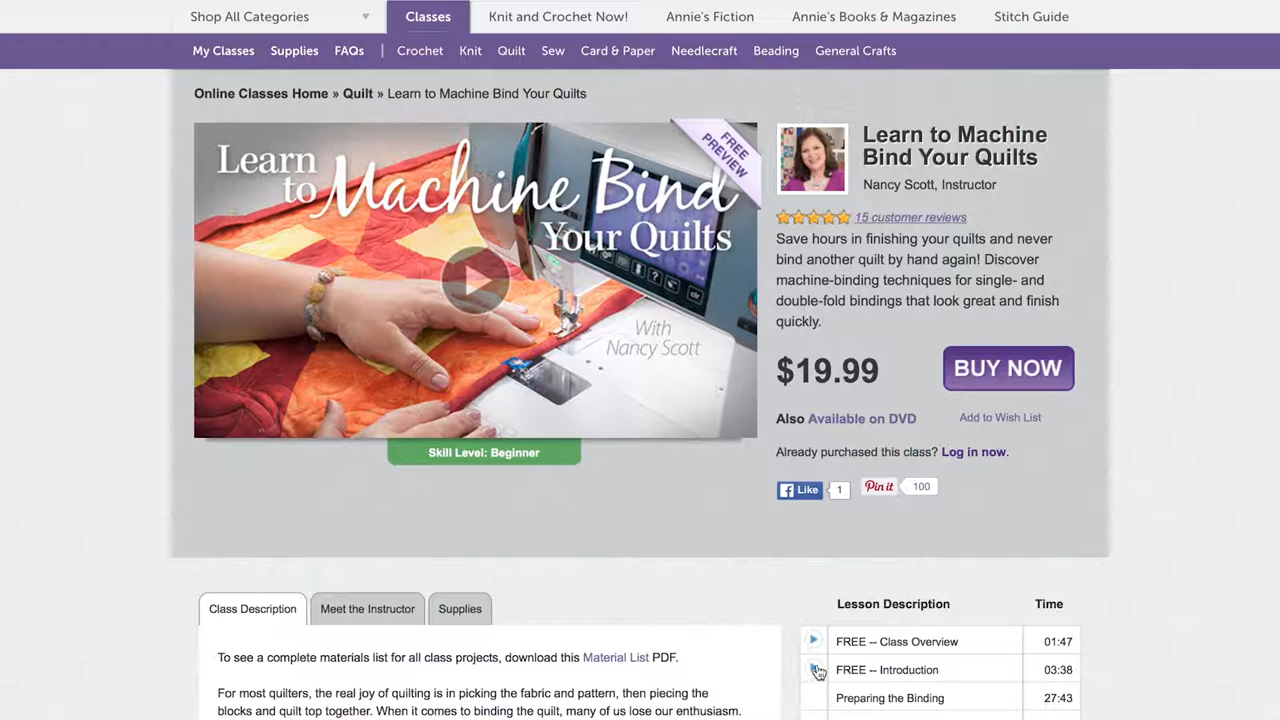 Shop All Categories
Classes
Knit and Crochet Now!
Annie's Fiction
Annie's Books & Magazines
Stitch Guide
My Classes
Supplies
FAQs
Crochet
Knit
Quilt
Sew
Card & Paper
Needlecraft
Beading
General Crafts
Online Classes Home » Quilt » Learn to Machine Bind Your Quilts
Learn
to Machine Bind
Your Quilts
With
Nancy Scott
FREE
PREVIEW
Skill Level: Beginner
Learn to Machine
Bind Your Quilts
Nancy Scott, Instructor
15 customer reviews
Save hours in finishing your quilts and never
bind another quilt by hand again! Discover
machine-binding techniques for single- and
double-fold bindings that look great and finish
quickly.
$19.99
BUY NOW
Also Available on DVD
Add to Wish List
Already purchased this class? Log in now.
Like
1
Pin it
100
Class Description
Meet the Instructor
Supplies
To see a complete materials list for all class projects, download this Material List PDF.
For most quilters, the real joy of quilting is in picking the fabric and pattern, then piecing the
blocks and quilt top together. When it comes to binding the quilt, many of us lose our enthusiasm.
Lesson Description
Time
FREE -- Class Overview
01:47
FREE -- Introduction
03:38
Preparing the Binding
27:43